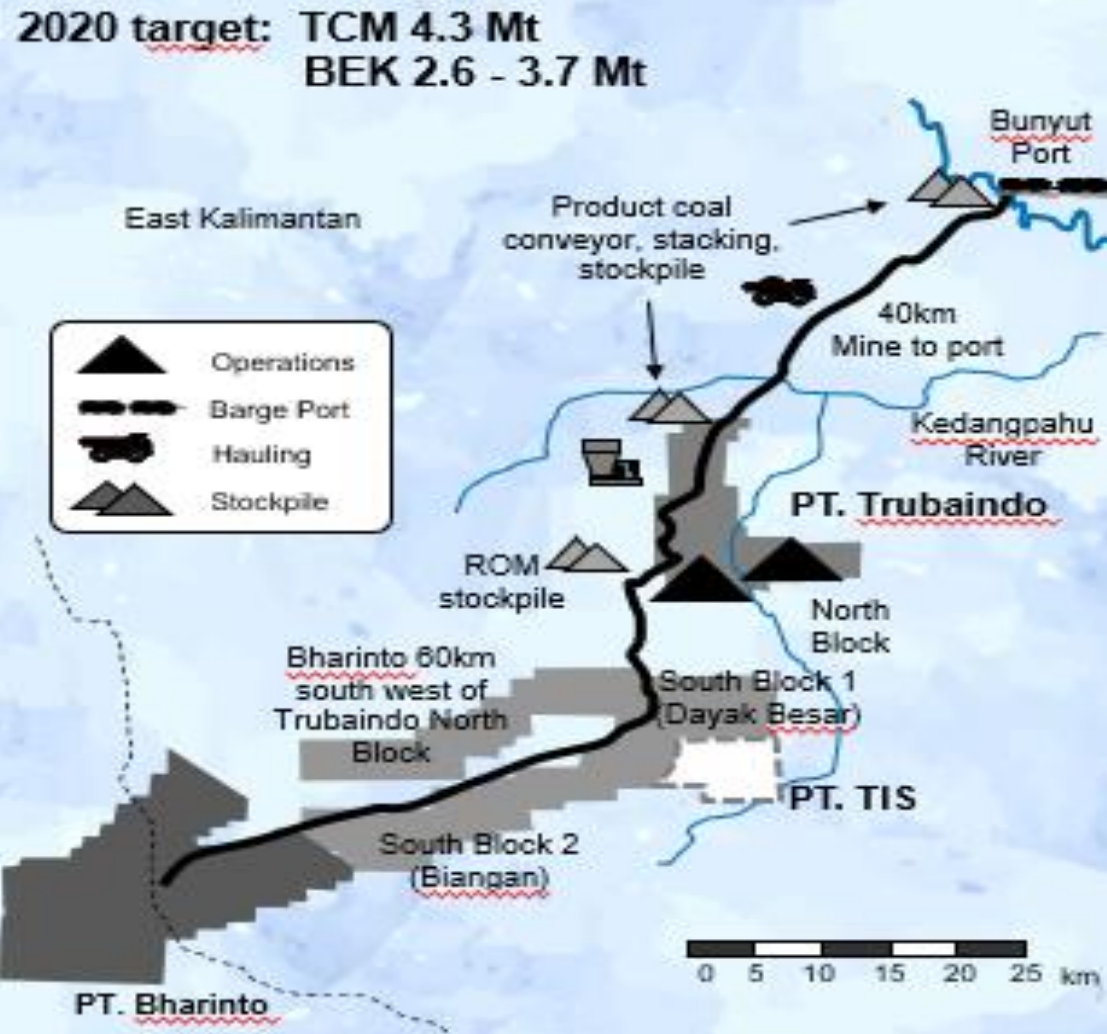 2020 target: TCM 4.3 Mt
BEK 2.6 - 3.7 Mt
Bunyut
Port
East Kalimantan
Product coal
conveyor, stacking,
stockpile
40km
Mine to port
Operations
Barge Port
Hauling
Stockpile
Kedangpahu
River
PT. Trubaindo
ROM
stockpile
North
Block
Bharinto 60km
south west of
Trubaindo North
Block
South Block 1
(Dayak Besar)
PT. TIS
South Block 2
(Biangan)
0 5 10 15 20 25 km
PT. Bharinto